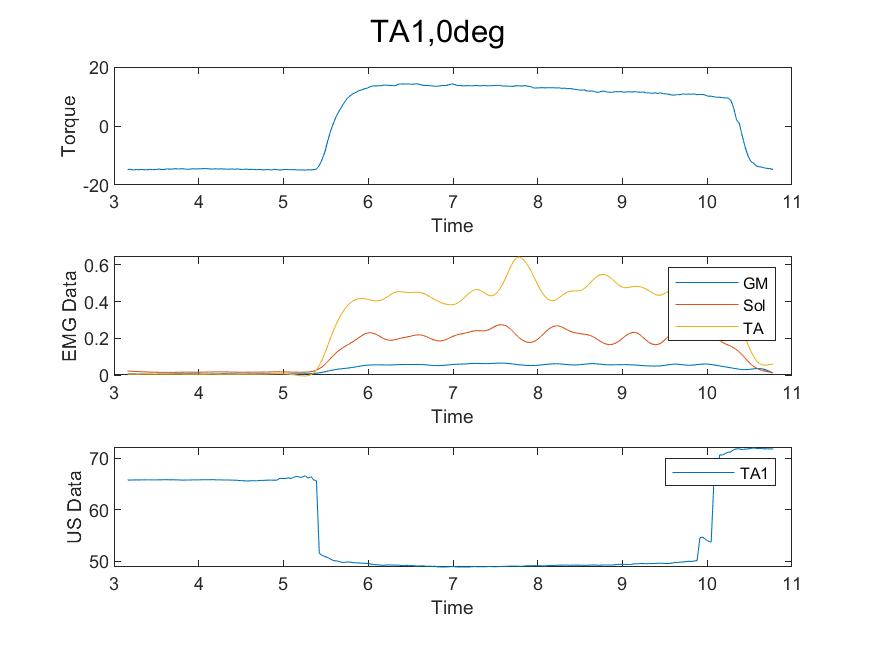 TA1,0deg
20
0
-20
Torque
3 4 5 6 7 8 9 10 11
Time
0.6
0.4
0.2
0
EMG Data
GM
Sol
TA
3 4 5 6 7 8 9 10 11
Time
70
60
50
US Data
TA1
3 4 5 6 7 8 9 10 11
Time